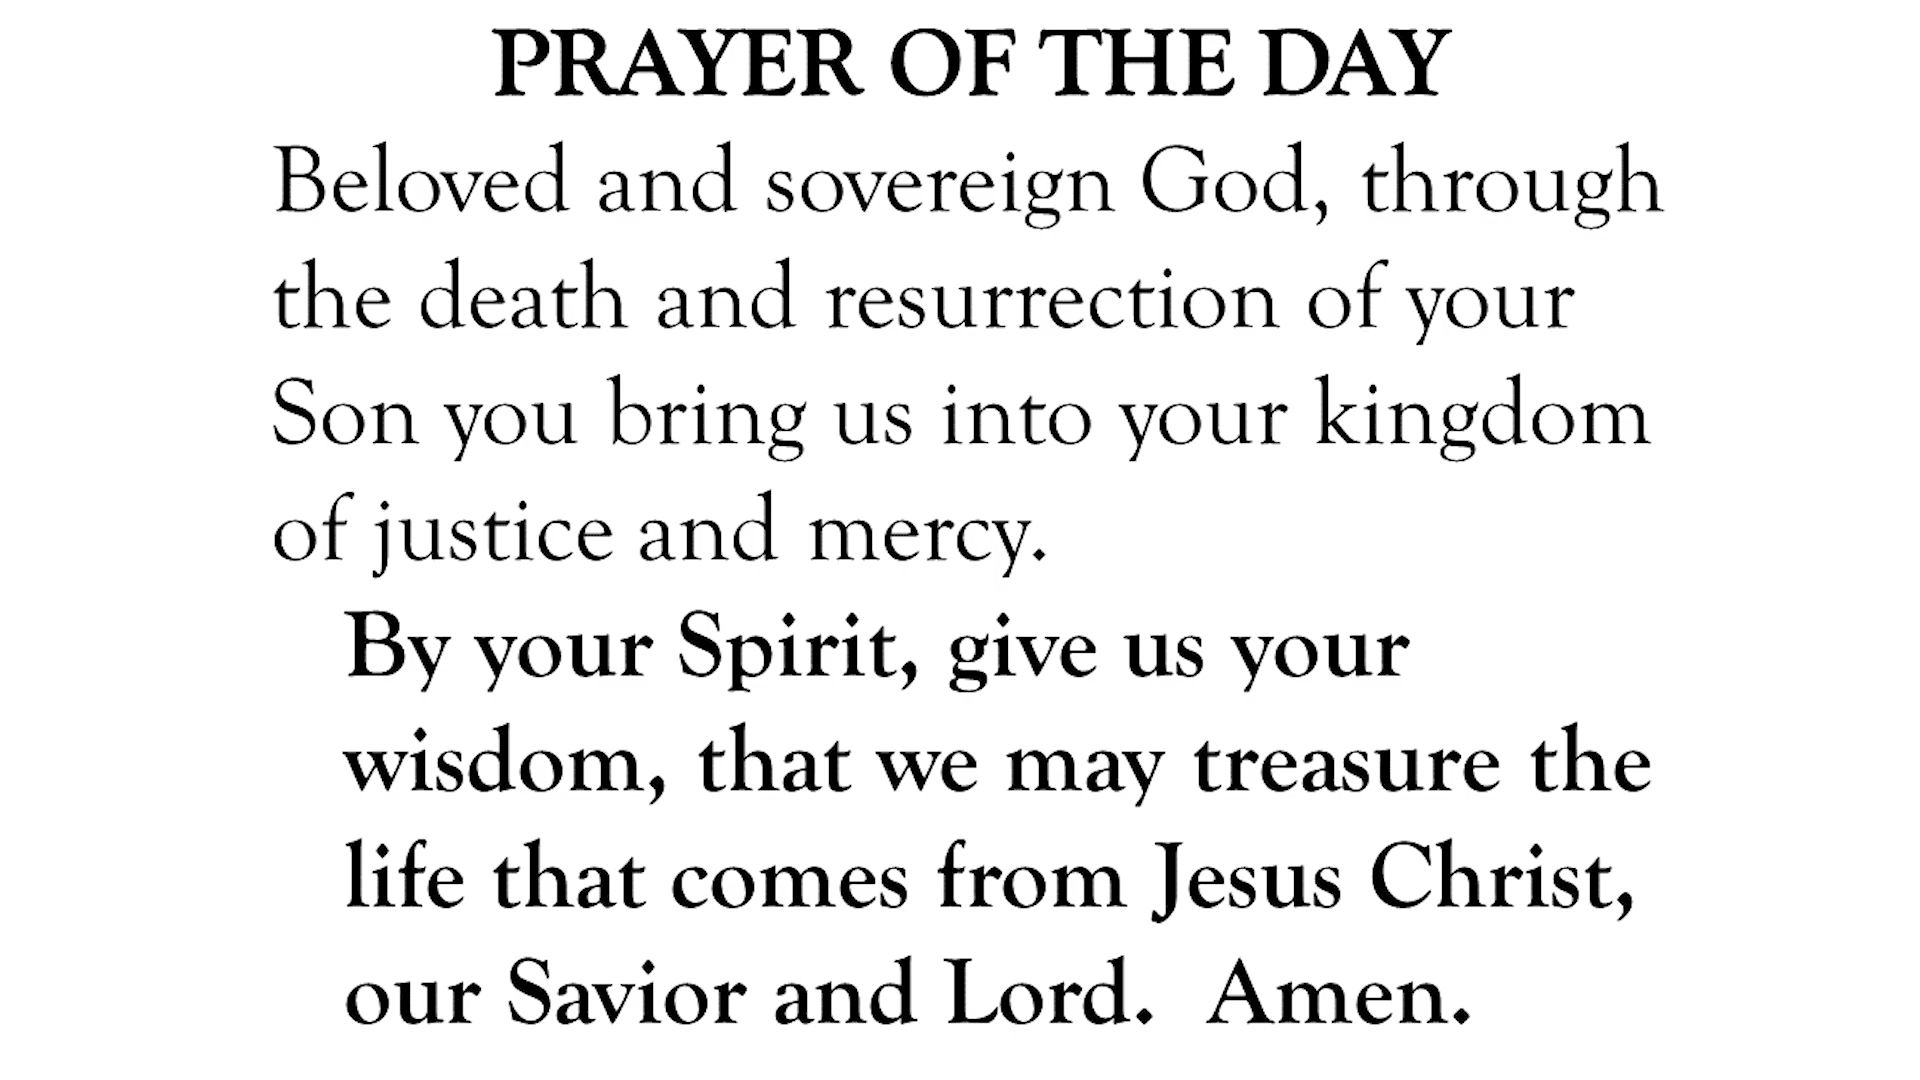 PRAYER OF THE DAY
Beloved and sovereign God, through
the death and resurrection of your
Son you bring us into your kingdom
of justice and mercy.
By your Spirit, give us your
wisdom, that we may treasure the
life that comes from Jesus Christ,
our Savior and Lord.  Amen.